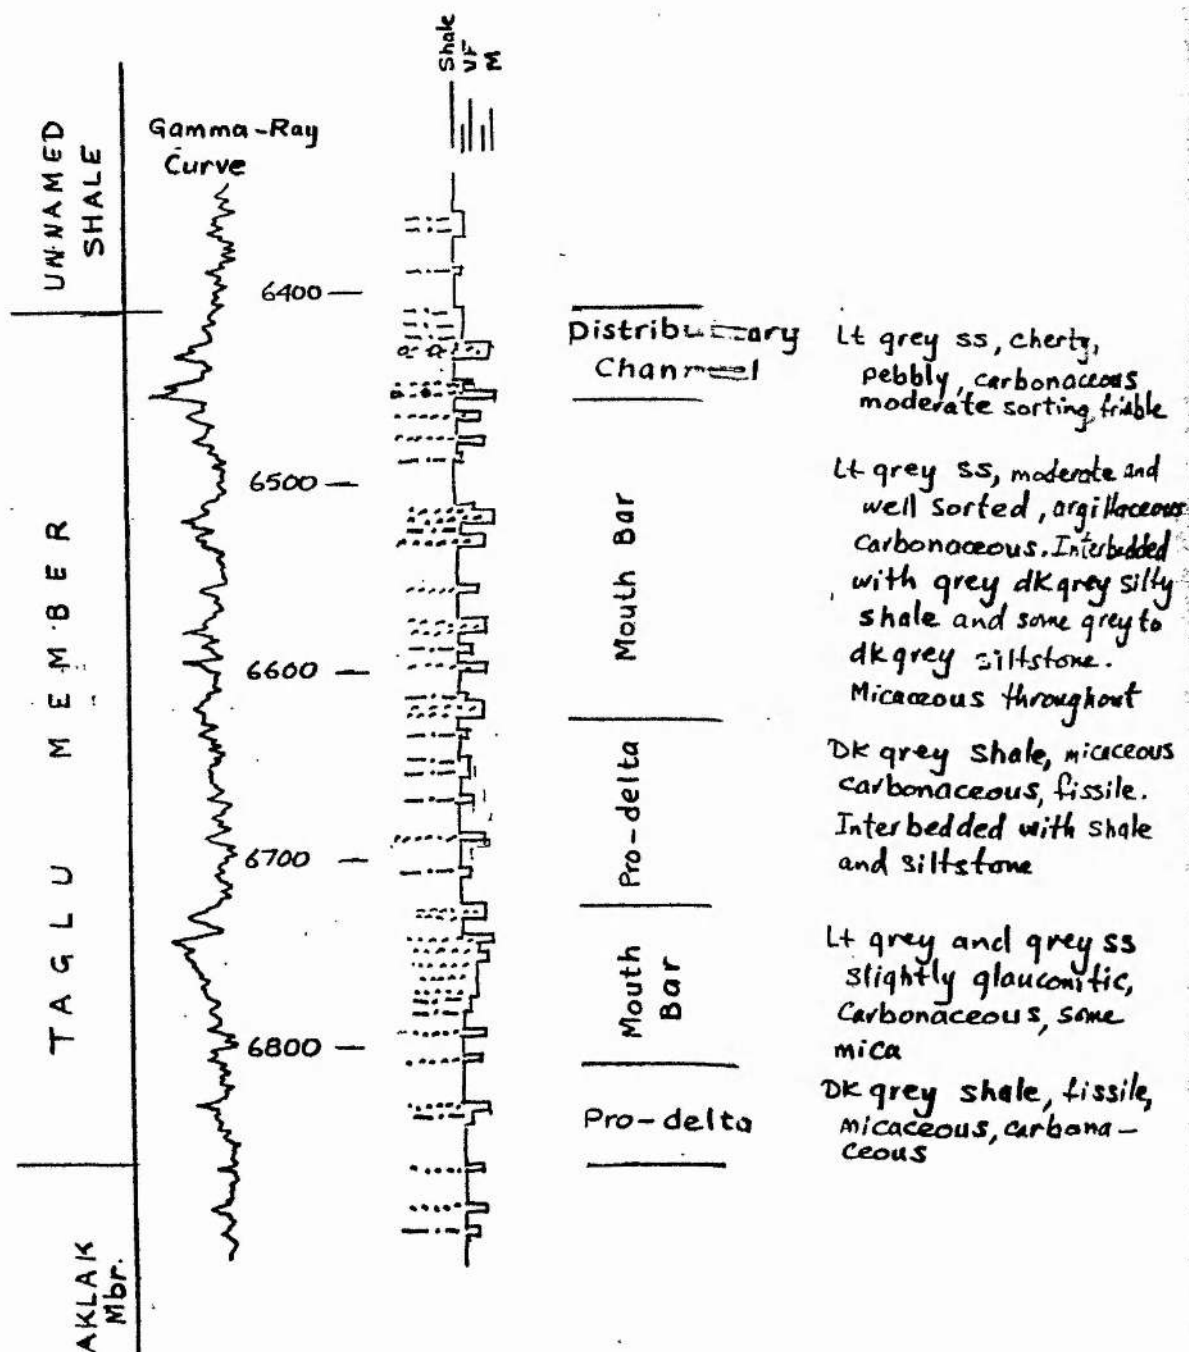 Shale
VF
M
UNNAMED
SHALE
Gamma-Ray
Curve
6400
Distributary
Channel
Lt grey ss, cherty,
pebbly, carbonaceous
moderate sorting, friable
6500
TAGLU MEMBER
Mouth Bar
Lt grey ss, moderate and
well sorted, argillaceous
carbonaceous. Interbedded
with grey dk grey silty
shale and some grey to
dk grey siltstone.
Micaceous throughout
6600
Pro-delta
DK grey shale, micaceous
carbonaceous, fissile.
Interbedded with shale
and siltstone
6700
Mouth
Bar
Lt grey and grey ss
slightly glauconitic,
Carbonaceous, some
mica
6800
Pro-delta
DK grey shale, fissile,
micaceous, carbona-
ceous
AKLAK
Mbr.